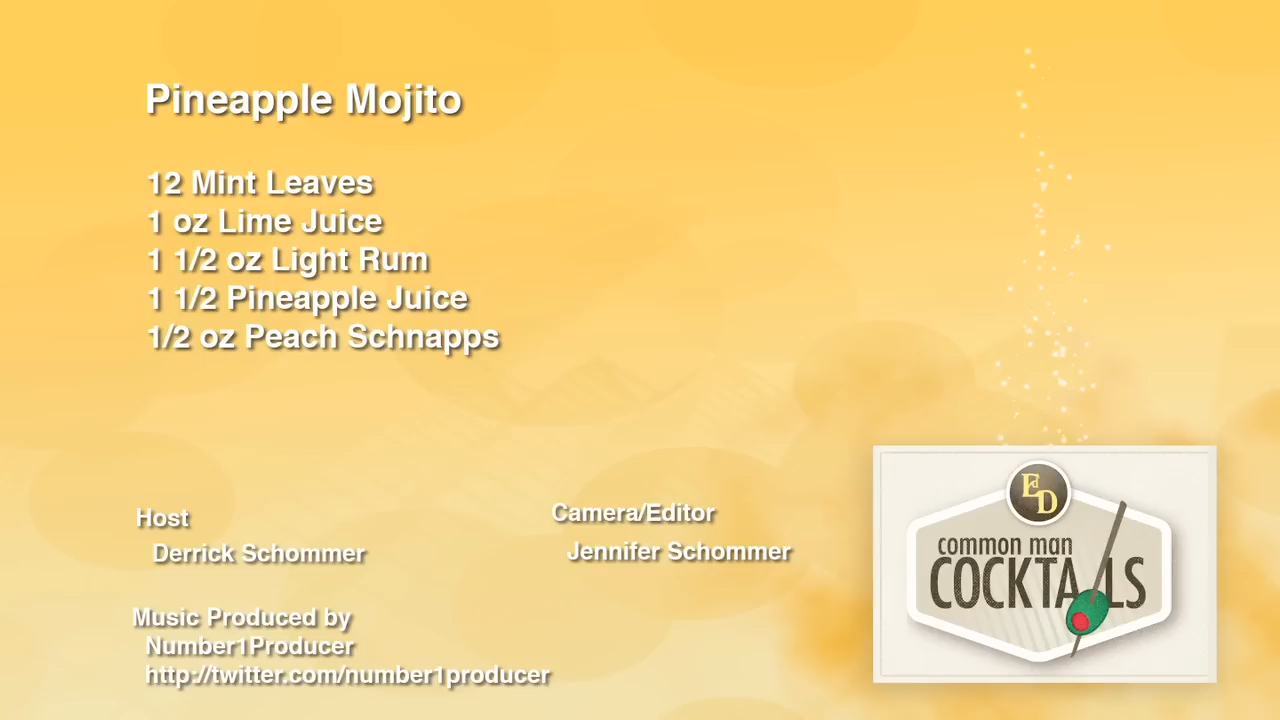 Pineapple Mojito
12 Mint Leaves
1 oz Lime Juice
1 1/2 oz Light Rum
1 1/2 Pineapple Juice
1/2 oz Peach Schnapps
Host
Derrick Schommer
Camera/Editor
Jennifer Schommer
Music Produced by
Number1Producer
http://twitter.com/number1producer
EdD
common man
COCKTAILS